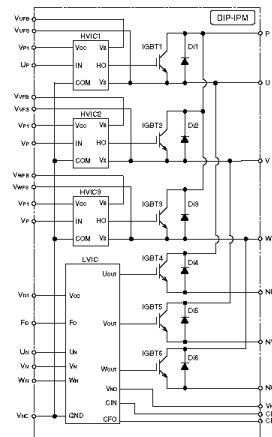 DIP-IPM
VUFB
VUFS
HVIC1
P
VP1
VCC
VB
IGBT1
Di1
UP
IN
HO
COM
VS
U
VVFB
VVFS
HVIC2
VP1
VCC
VB
IGBT2
Di2
VP
IN
HO
COM
VS
V
VWFB
VWFS
HVIC3
VP1
VCC
VB
IGBT3
Di3
VP
IN
HO
COM
VS
W
LVIC
IGBT4
Di4
UOUT
VCC
IGBT5
Di5
FO
FO
VOUT
UN
UN
VN
VN
IGBT6
Di6
WN
WN
WOUT
VNO
CIN
VNC
GND
CFO